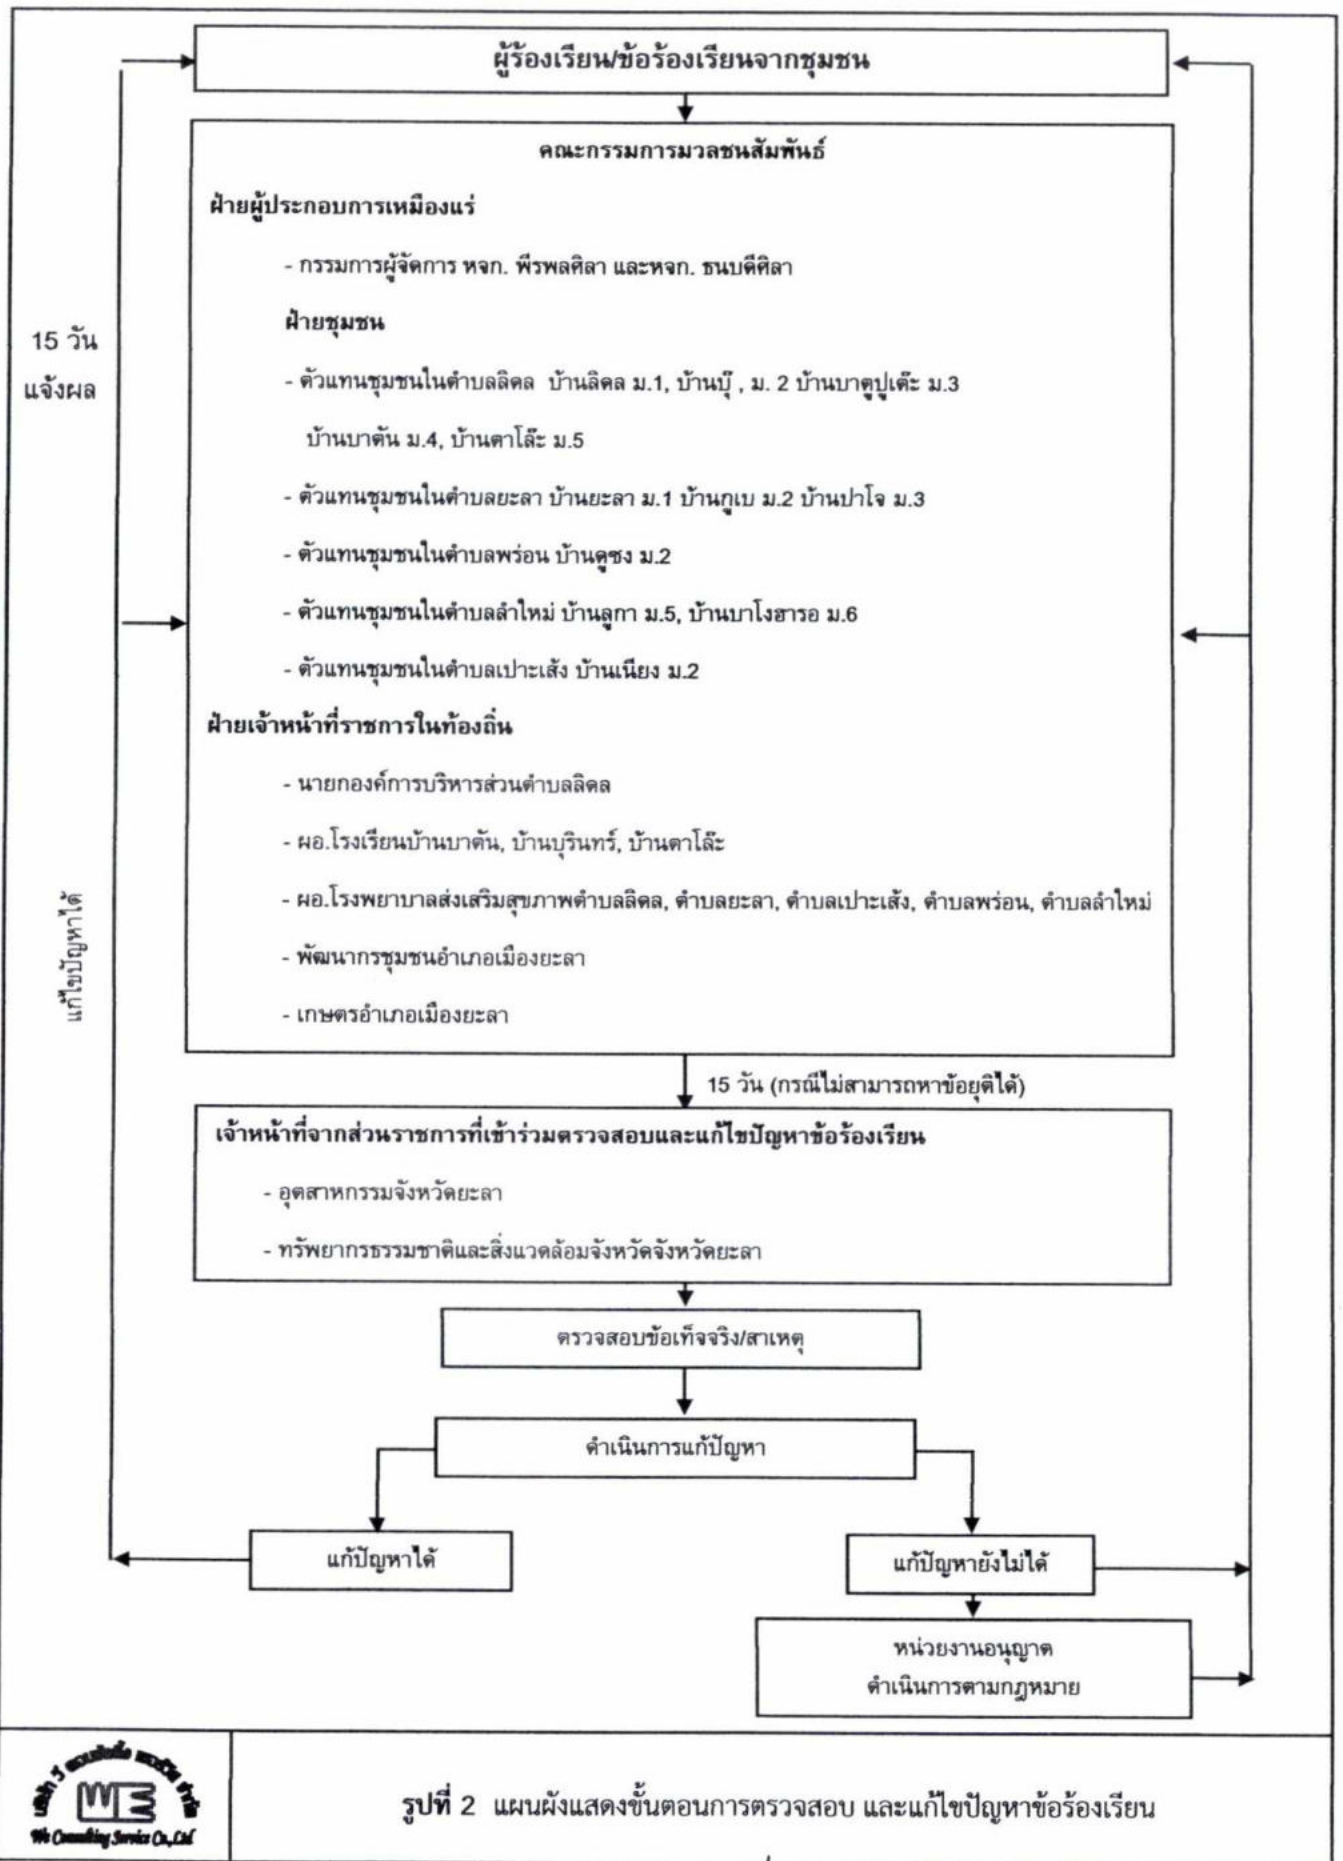 ผู้ร้องเรียน/ข้อร้องเรียนจากชุมชน
คณะกรรมการมวลชนสัมพันธ์
ฝ่ายผู้ประกอบการเหมืองแร่
- กรรมการผู้จัดการ หจก. พีรพลศิลา และหจก. ธนบดีศิลา
ฝ่ายชุมชน
15 วัน
แจ้งผล
- ตัวแทนชุมชนในตำบลลิดล บ้านลิดล ม.1, บ้านบุ๊ , ม. 2 บ้านบาตูปูเต๊ะ ม.3
บ้านบาตัน ม.4, บ้านตาโล๊ะ ม.5
- ตัวแทนชุมชนในตำบลยะลา บ้านยะลา ม.1 บ้านกูเบ ม.2 บ้านปาโจ ม.3
- ตัวแทนชุมชนในตำบลพร่อน บ้านดูซง ม.2
- ตัวแทนชุมชนในตำบลลำใหม่ บ้านลูกา ม.5, บ้านบาโงฮารอ ม.6
- ตัวแทนชุมชนในตำบลเปาะเส้ง บ้านเนียง ม.2
ฝ่ายเจ้าหน้าที่ราชการในท้องถิ่น
- นายกองค์การบริหารส่วนตำบลลิดล
- ผอ.โรงเรียนบ้านบาตัน, บ้านบุรินทร์, บ้านตาโล๊ะ
- ผอ.โรงพยาบาลส่งเสริมสุขภาพตำบลลิดล, ตำบลยะลา, ตำบลเปาะเส้ง, ตำบลพร่อน, ตำบลลำใหม่
- พัฒนากรชุมชนอำเภอเมืองยะลา
- เกษตรอำเภอเมืองยะลา
แก้ไขปัญหาได้
15 วัน (กรณีไม่สามารถหาข้อยุติได้)
เจ้าหน้าที่จากส่วนราชการที่เข้าร่วมตรวจสอบและแก้ไขปัญหาข้อร้องเรียน
- อุตสาหกรรมจังหวัดยะลา
- ทรัพยากรธรรมชาติและสิ่งแวดล้อมจังหวัดจังหวัดยะลา
ตรวจสอบข้อเท็จจริง/สาเหตุ
ดำเนินการแก้ปัญหา
แก้ปัญหาได้
แก้ปัญหายังไม่ได้
หน่วยงานอนุญาต
ดำเนินการตามกฎหมาย
บริษัท วี คอนซัลติ้ง เซอร์วิส จำกัด
WE
We Consulting Service Co.,Ltd
รูปที่ 2 แผนผังแสดงขั้นตอนการตรวจสอบ และแก้ไขปัญหาข้อร้องเรียน